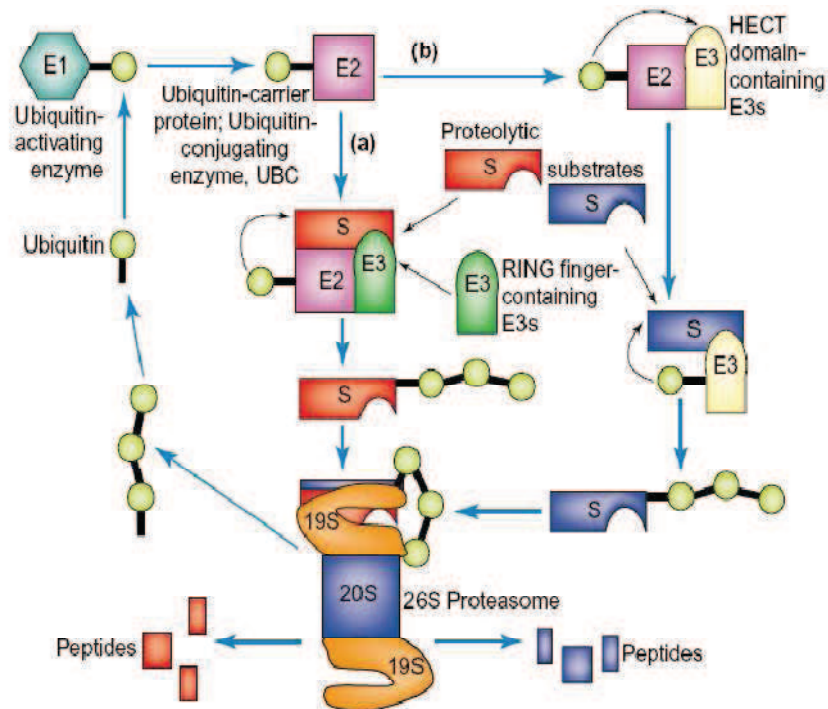 E1
E2
(b)
E2
E3
HECT
domain-
containing
E3s
Ubiquitin-
activating
enzyme
Ubiquitin-carrier
protein; Ubiquitin-
conjugating
enzyme, UBC
(a)
Proteolytic
substrates
S
S
Ubiquitin
S
E2
E3
E3
RING finger-
containing
E3s
S
E3
S
S
19S
20S
26S Proteasome
19S
Peptides
Peptides